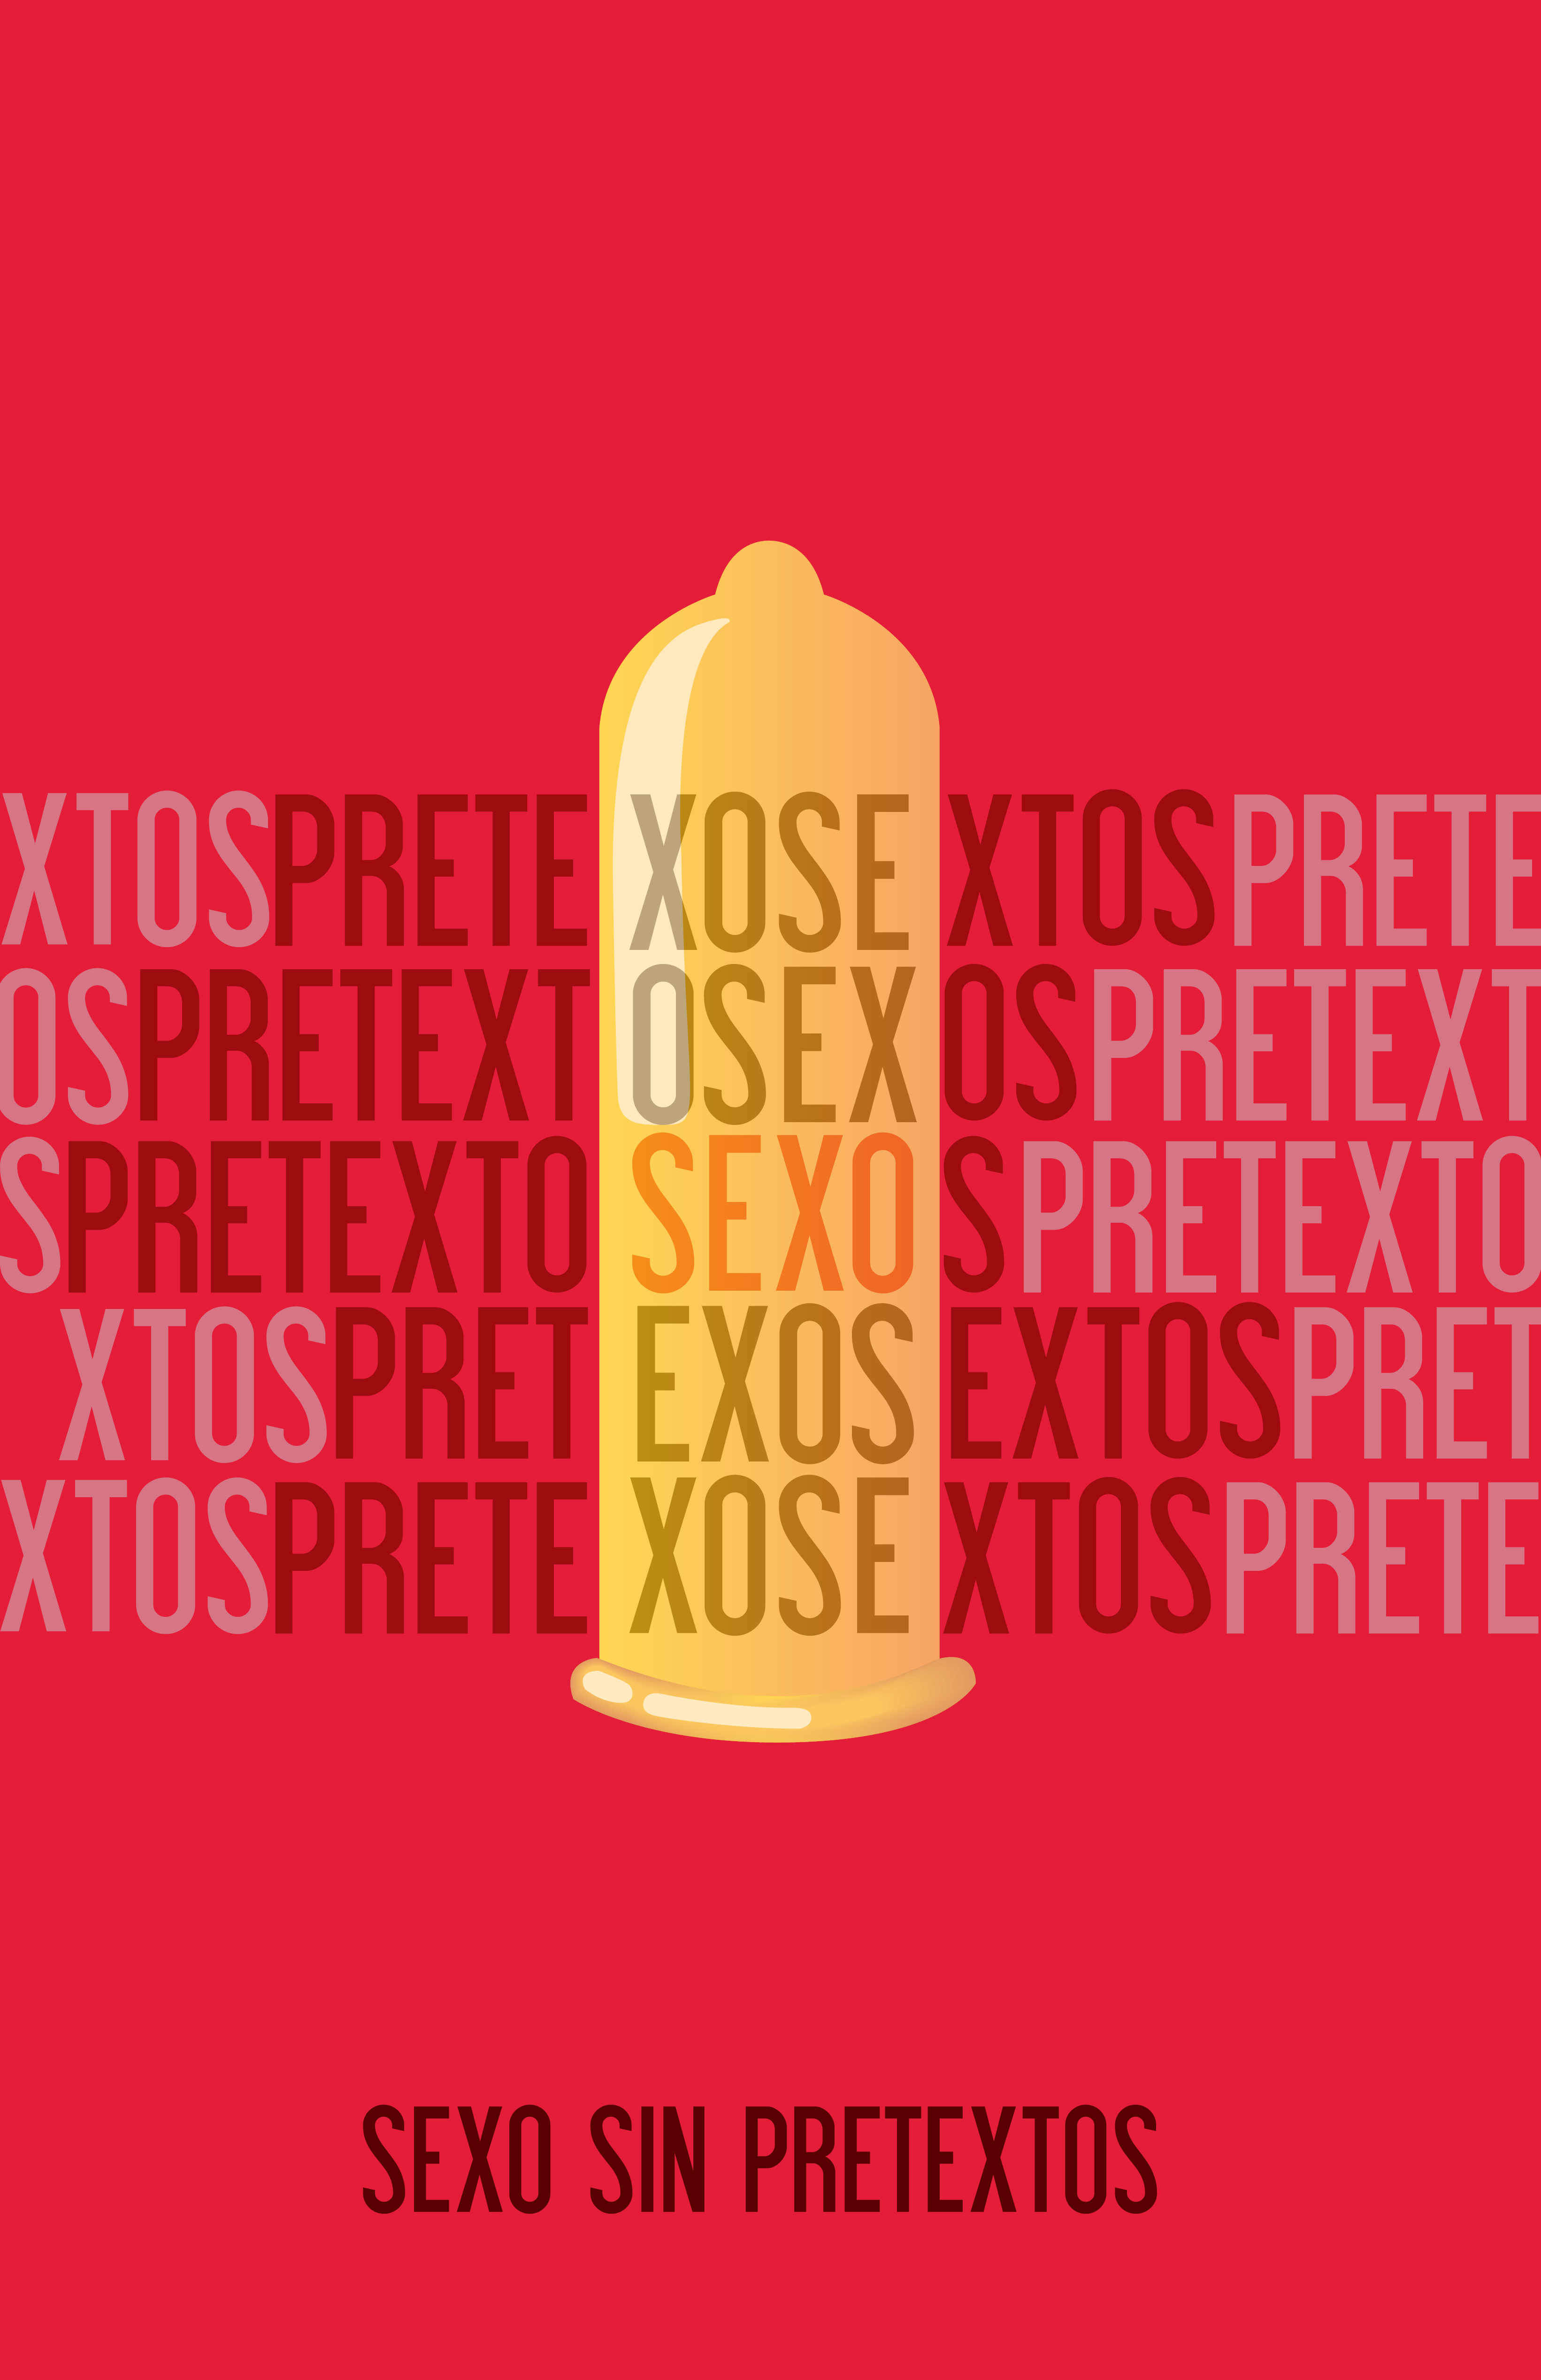 XTOSPRETE XOSE XTOSPRETE
OSPRETEXT OSEX OSPRETEXT
SPRETEXTO SEXO SPRETEXTO
XTOSPRET EXOS EXTOSPRET
XTOSPRETE XOSE XTOSPRETE
SEXO SIN PRETEXTOS